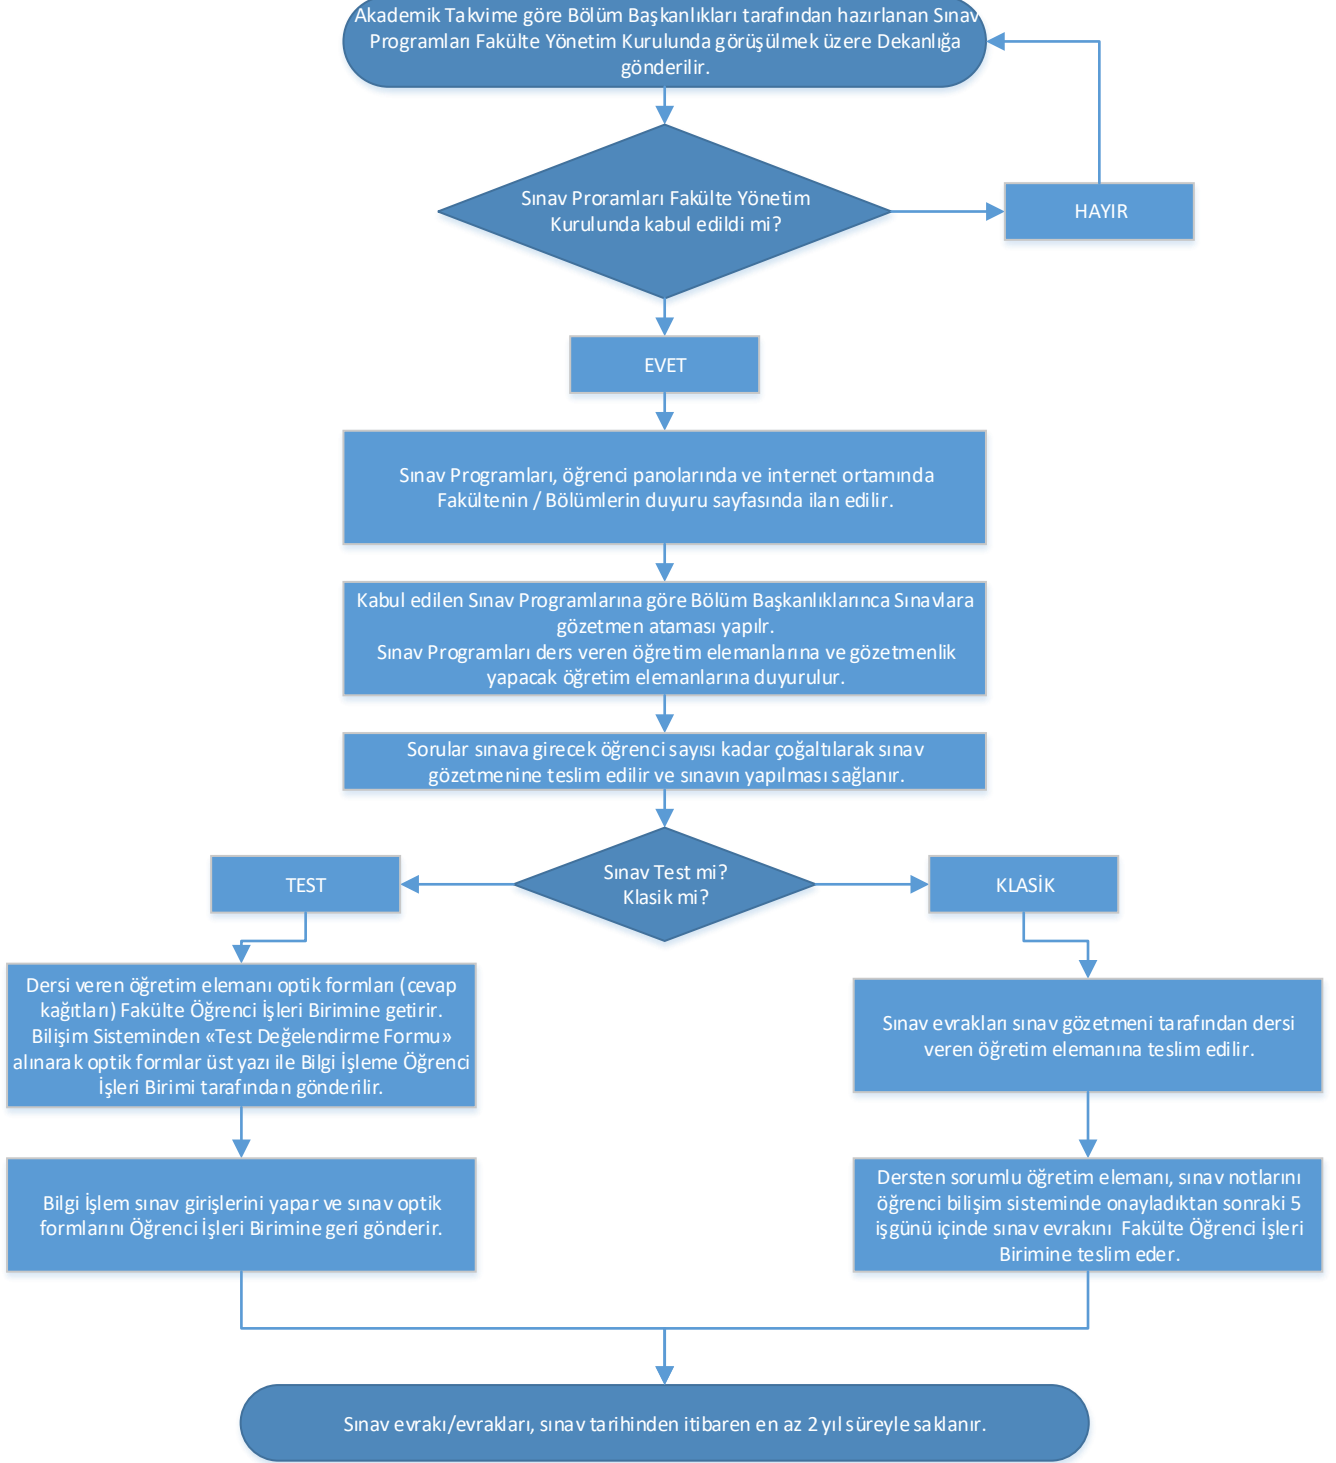 Akademik Takvime göre Bölüm Başkanlıkları tarafından hazırlanan Sınav
Programları Fakülte Yönetim Kurulunda görüşülmek üzere Dekanlığa
gönderilir.
Sınav Proramları Fakülte Yönetim
Kurulunda kabul edildi mi?
HAYIR
EVET
Sınav Programları, öğrenci panolarında ve internet ortamında
Fakültenin / Bölümlerin duyuru sayfasında ilan edilir.
Kabul edilen Sınav Programlarına göre Bölüm Başkanlıklarınca Sınavlara
gözetmen ataması yapılr.
Sınav Programları ders veren öğretim elemanlarına ve gözetmenlik
yapacak öğretim elemanlarına duyurulur.
Sorular sınava girecek öğrenci sayısı kadar çoğaltılarak sınav
gözetmenine teslim edilir ve sınavın yapılması sağlanır.
Sınav Test mi?
Klasik mi?
TEST
KLASİK
Dersi veren öğretim elemanı optik formları (cevap
kağıtları) Fakülte Öğrenci İşleri Birimine getirir.
Bilişim Sisteminden «Test Değelendirme Formu»
alınarak optik formlar üst yazı ile Bilgi İşleme Öğrenci
İşleri Birimi tarafından gönderilir.
Sınav evrakları sınav gözetmeni tarafından dersi
veren öğretim elemanına teslim edilir.
Bilgi İşlem sınav girişlerini yapar ve sınav optik
formlarını Öğrenci İşleri Birimine geri gönderir.
Dersten sorumlu öğretim elemanı, sınav notlarını
öğrenci bilişim sisteminde onayladıktan sonraki 5
işgünü içinde sınav evrakını Fakülte Öğrenci İşleri
Birimine teslim eder.
Sınav evrakı/evrakları, sınav tarihinden itibaren en az 2 yıl süreyle saklanır.